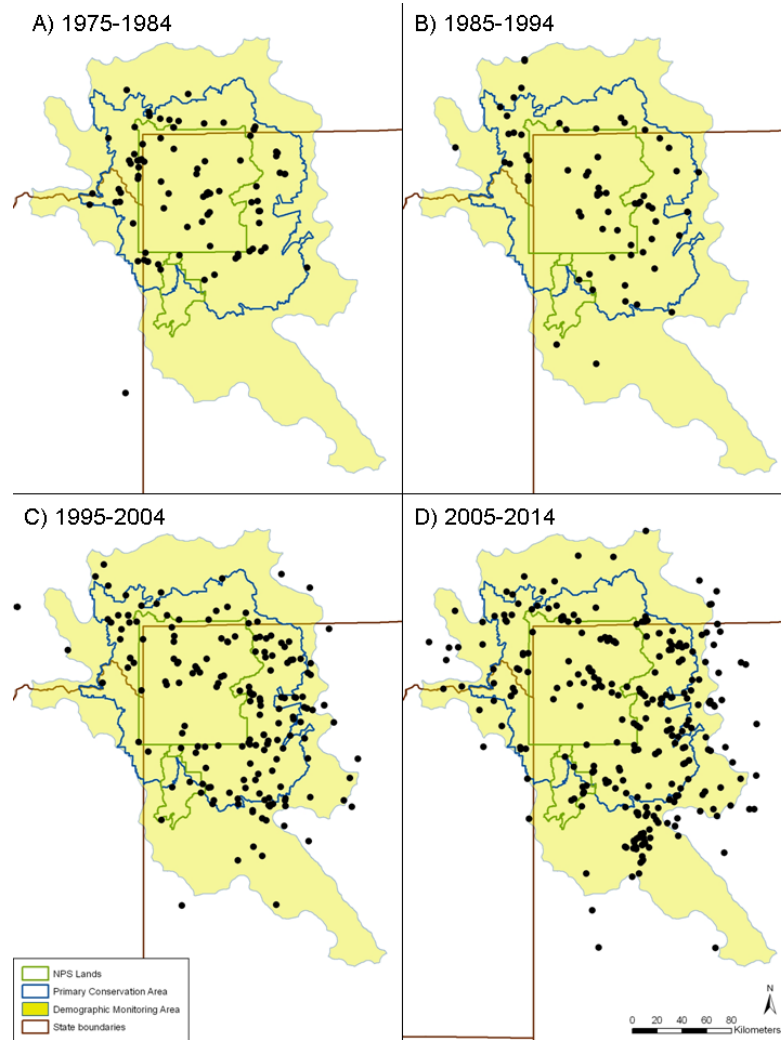 A) 1975-1984
B) 1985-1994
C) 1995-2004
D) 2005-2014
NPS Lands
Primary Conservation Area
Demographic Monitoring Area
State boundaries
N
0 20 40 60 80
Kilometers